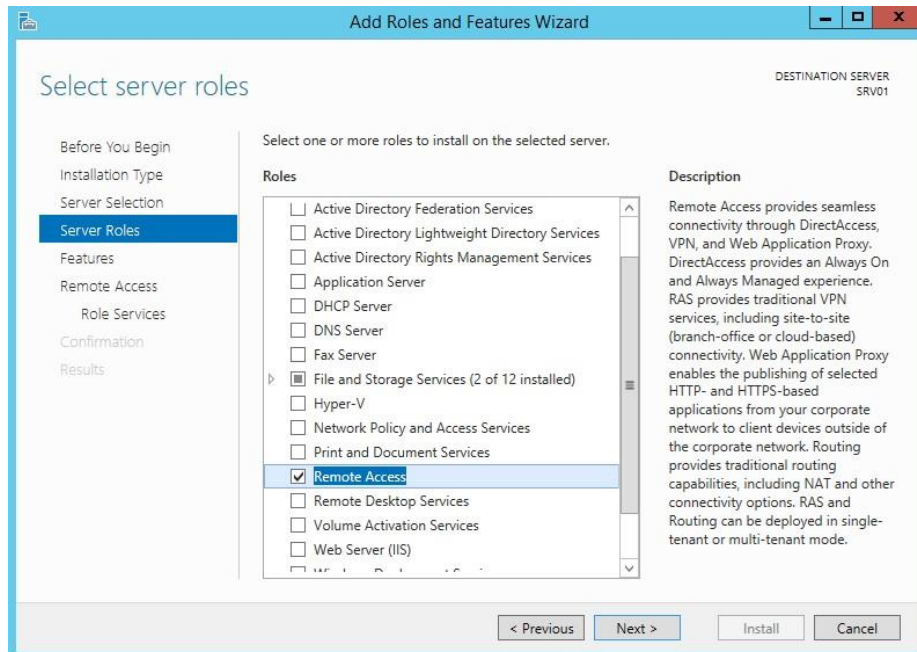 Add Roles and Features Wizard
Select server roles
DESTINATION SERVER
SRV01
Before You Begin
Installation Type
Server Selection
Server Roles
Features
Remote Access
Role Services
Confirmation
Results
Select one or more roles to install on the selected server.
Roles
Active Directory Federation Services
Active Directory Lightweight Directory Services
Active Directory Rights Management Services
Application Server
DHCP Server
DNS Server
Fax Server
File and Storage Services (2 of 12 installed)
Hyper-V
Network Policy and Access Services
Print and Document Services
Remote Access
Remote Desktop Services
Volume Activation Services
Web Server (IIS)
Description
Remote Access provides seamless
connectivity through DirectAccess,
VPN, and Web Application Proxy.
DirectAccess provides an Always On
and Always Managed experience.
RAS provides traditional VPN
services, including site-to-site
(branch-office or cloud-based)
connectivity. Web Application Proxy
enables the publishing of selected
HTTP- and HTTPS-based
applications from your corporate
network to client devices outside of
the corporate network. Routing
provides traditional routing
capabilities, including NAT and other
connectivity options. RAS and
Routing can be deployed in single-
tenant or multi-tenant mode.
< Previous
Next >
Install
Cancel